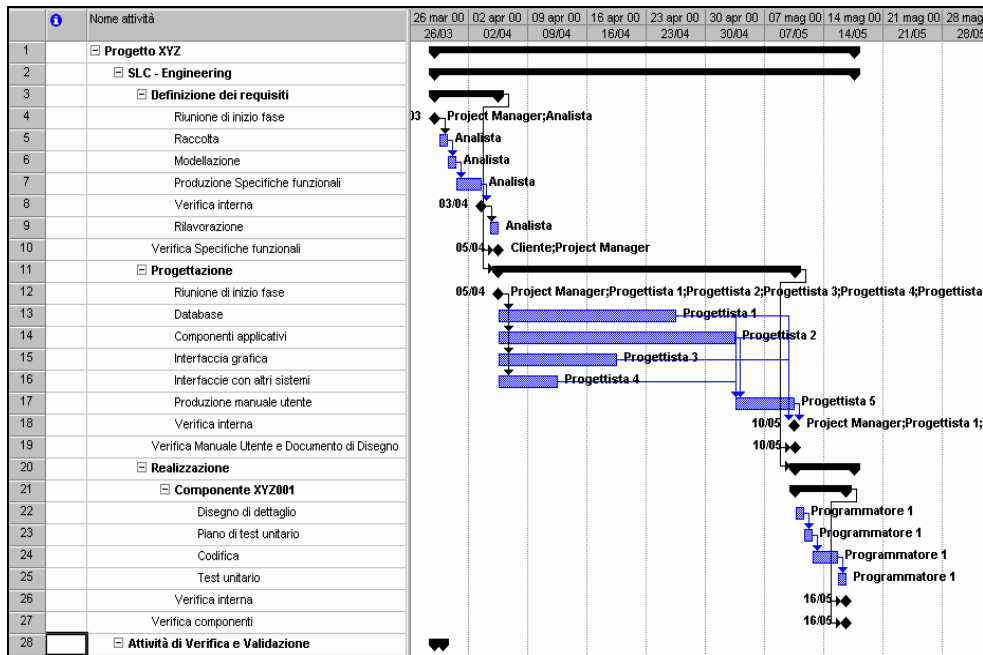 Nome attività 26 mar 00 02 apr 00 09 apr 00 16 apr 00 23 apr 00 30 apr 00 07 mag 00 14 mag 00 21 mag 00 28 mag
26/03 02/04 09/04 16/04 23/04 30/04 07/05 14/05 21/05 28/05
1 Progetto XYZ
2 SLC - Engineering
3 Definizione dei requisiti
4 Riunione di inizio fase 03 Project Manager;Analista
5 Raccolta Analista
6 Modellazione Analista
7 Produzione Specifiche funzionali Analista
8 Verifica interna 03/04
9 Rilavorazione Analista
10 Verifica Specifiche funzionali 05/04 Cliente;Project Manager
11 Progettazione
12 Riunione di inizio fase 05/04 Project Manager;Progettista 1;Progettista 2;Progettista 3;Progettista 4;Progettista
13 Database Progettista 1
14 Componenti applicativi Progettista 2
15 Interfaccia grafica Progettista 3
16 Interfaccie con altri sistemi Progettista 4
17 Produzione manuale utente Progettista 5
18 Verifica interna 10/05 Project Manager;Progettista 1;
19 Verifica Manuale Utente e Documento di Disegno 10/05
20 Realizzazione
21 Componente XYZ001
22 Disegno di dettaglio Programmatore 1
23 Piano di test unitario Programmatore 1
24 Codifica Programmatore 1
25 Test unitario Programmatore 1
26 Verifica interna 16/05
27 Verifica componenti 16/05
28 Attività di Verifica e Validazione